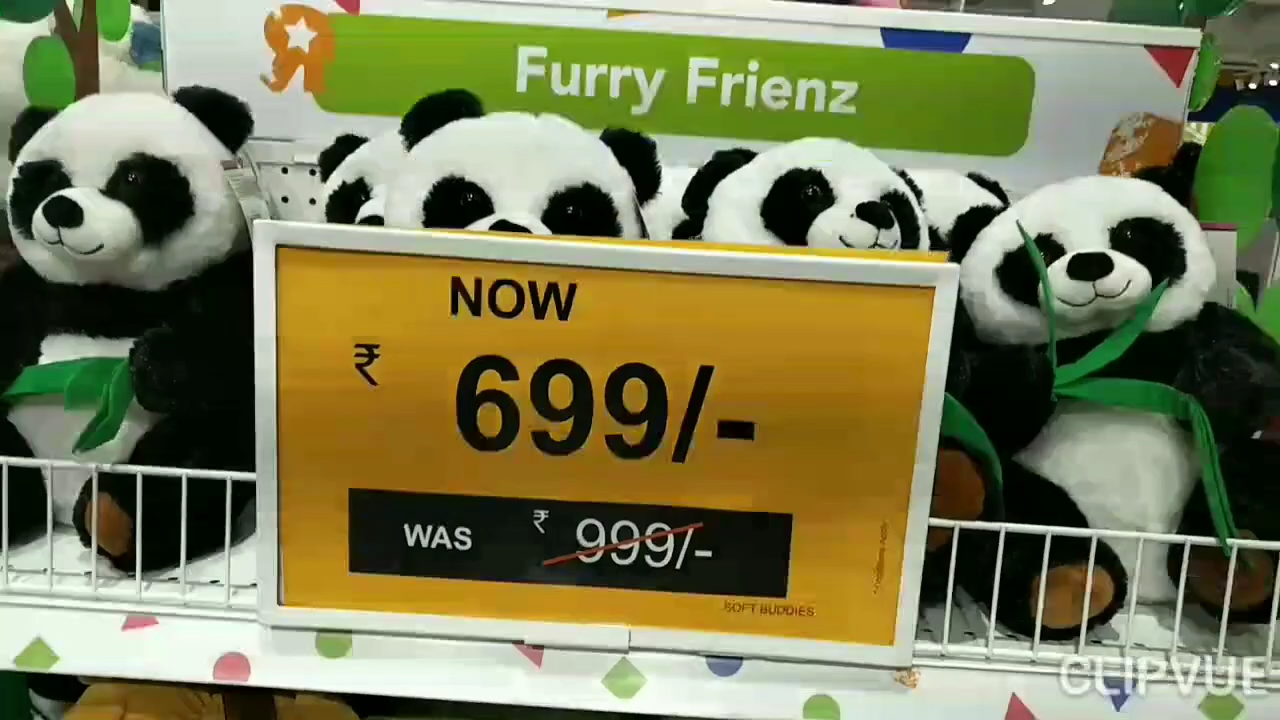 Furry Frienz
NOW
₹ 699/-
WAS ₹ 999/-
SOFT BUDDIES
CLIPVUE